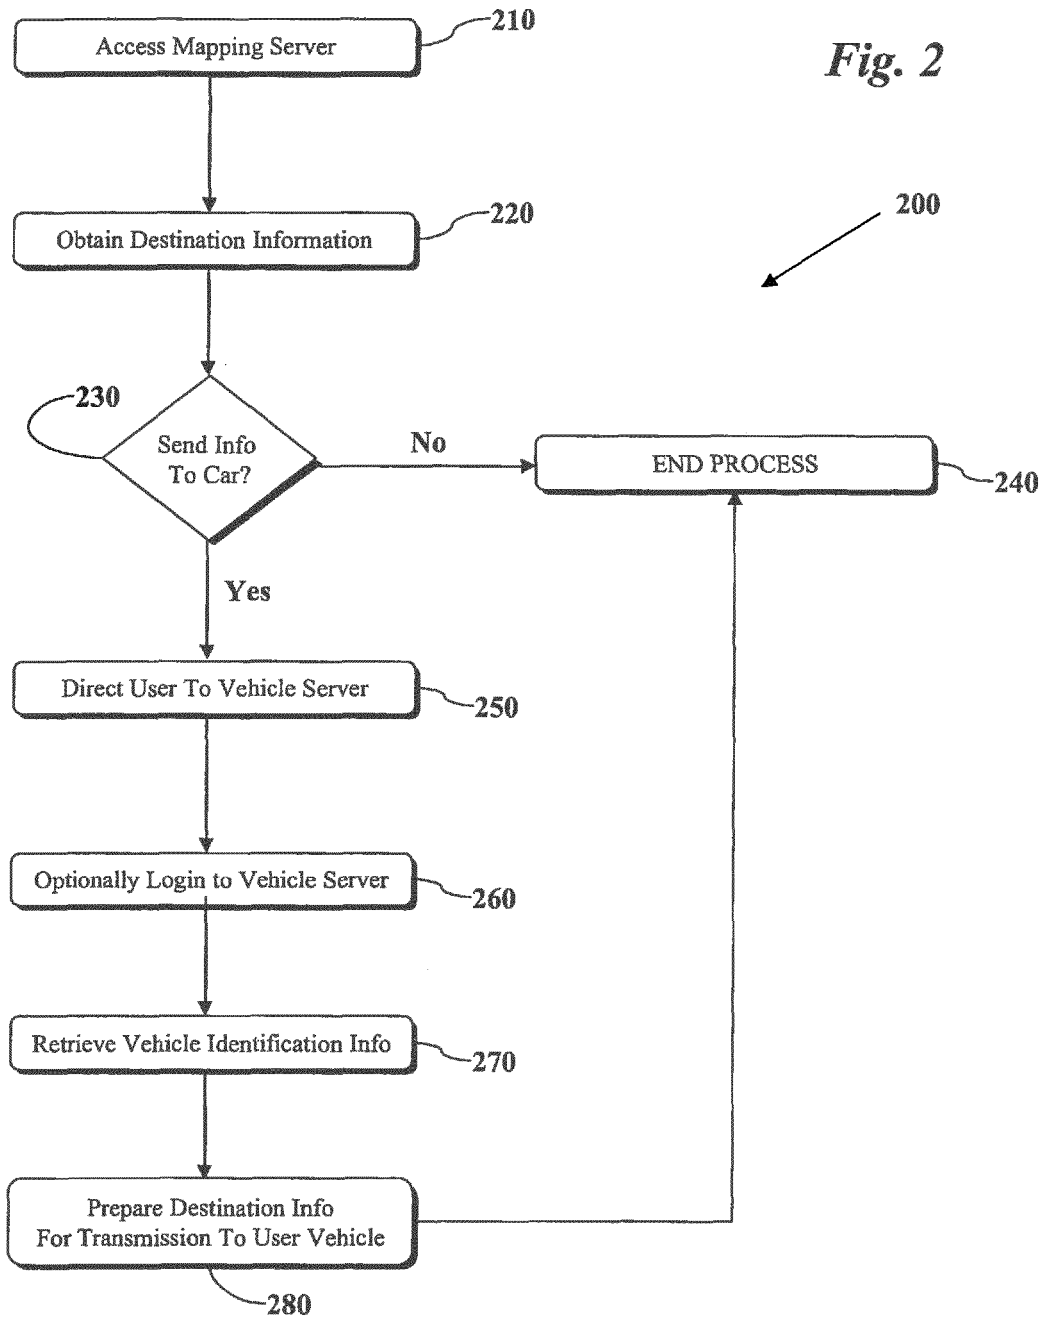 210
Access Mapping Server
Fig. 2
220
Obtain Destination Information
200
230
Send Info
To Car?
No
END PROCESS
240
Yes
Direct User To Vehicle Server
250
Optionally Login to Vehicle Server
260
Retrieve Vehicle Identification Info
270
Prepare Destination Info
For Transmission To User Vehicle
280